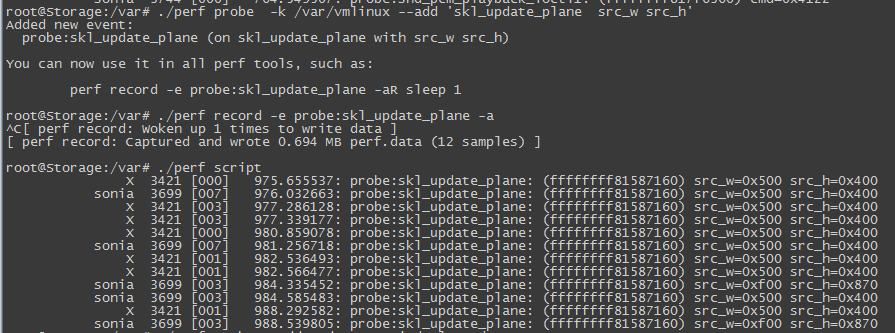 root@Storage:/var# ./perf probe -k /var/vmlinux --add 'skl_update_plane src_w src_h'
Added new event:
  probe:skl_update_plane (on skl_update_plane with src_w src_h)

You can now use it in all perf tools, such as:

        perf record -e probe:skl_update_plane -aR sleep 1

root@Storage:/var# ./perf record -e probe:skl_update_plane -a
^C[ perf record: Woken up 1 times to write data ]
[ perf record: Captured and wrote 0.694 MB perf.data (12 samples) ]

root@Storage:/var# ./perf script
               X  3421 [000]   975.655537: probe:skl_update_plane: (ffffffff81587160) src_w=0x500 src_h=0x400
           sonia  3699 [007]   976.032663: probe:skl_update_plane: (ffffffff81587160) src_w=0x500 src_h=0x400
               X  3421 [003]   977.286128: probe:skl_update_plane: (ffffffff81587160) src_w=0x500 src_h=0x400
               X  3421 [003]   977.339177: probe:skl_update_plane: (ffffffff81587160) src_w=0x500 src_h=0x400
               X  3421 [000]   980.859078: probe:skl_update_plane: (ffffffff81587160) src_w=0x500 src_h=0x400
           sonia  3699 [007]   981.256718: probe:skl_update_plane: (ffffffff81587160) src_w=0x500 src_h=0x400
               X  3421 [001]   982.536493: probe:skl_update_plane: (ffffffff81587160) src_w=0x500 src_h=0x400
               X  3421 [001]   982.566477: probe:skl_update_plane: (ffffffff81587160) src_w=0x500 src_h=0x400
           sonia  3699 [003]   984.335452: probe:skl_update_plane: (ffffffff81587160) src_w=0xf00 src_h=0x870
           sonia  3699 [003]   984.585483: probe:skl_update_plane: (ffffffff81587160) src_w=0x500 src_h=0x400
               X  3421 [001]   988.292582: probe:skl_update_plane: (ffffffff81587160) src_w=0x500 src_h=0x400
           sonia  3699 [003]   988.539805: probe:skl_update_plane: (ffffffff81587160) src_w=0xf00 src_h=0x870